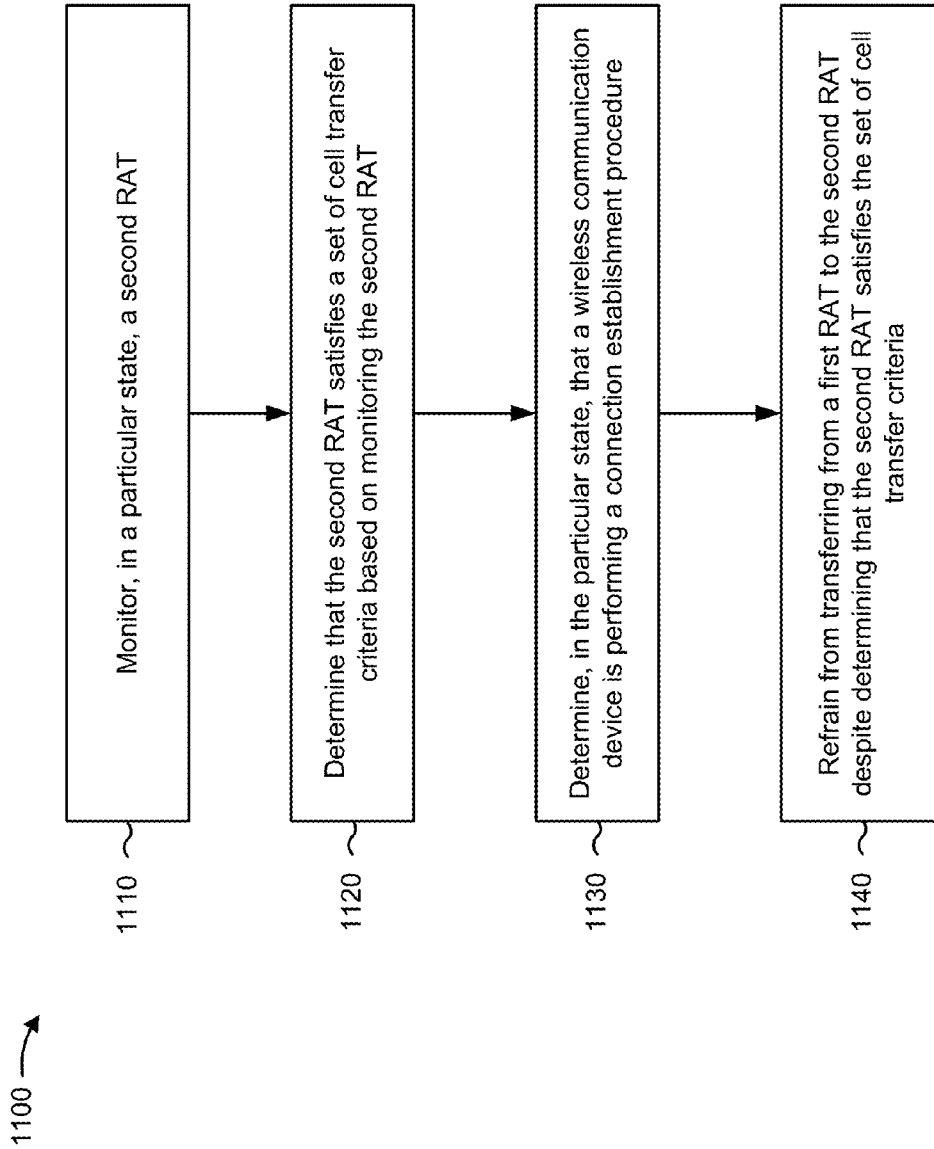 1100
1110
Monitor, in a particular state, a second RAT
1120
Determine that the second RAT satisfies a set of cell transfer
criteria based on monitoring the second RAT
1130
Determine, in the particular state, that a wireless communication
device is performing a connection establishment procedure
1140
Refrain from transferring from a first RAT to the second RAT
despite determining that the second RAT satisfies the set of cell
transfer criteria